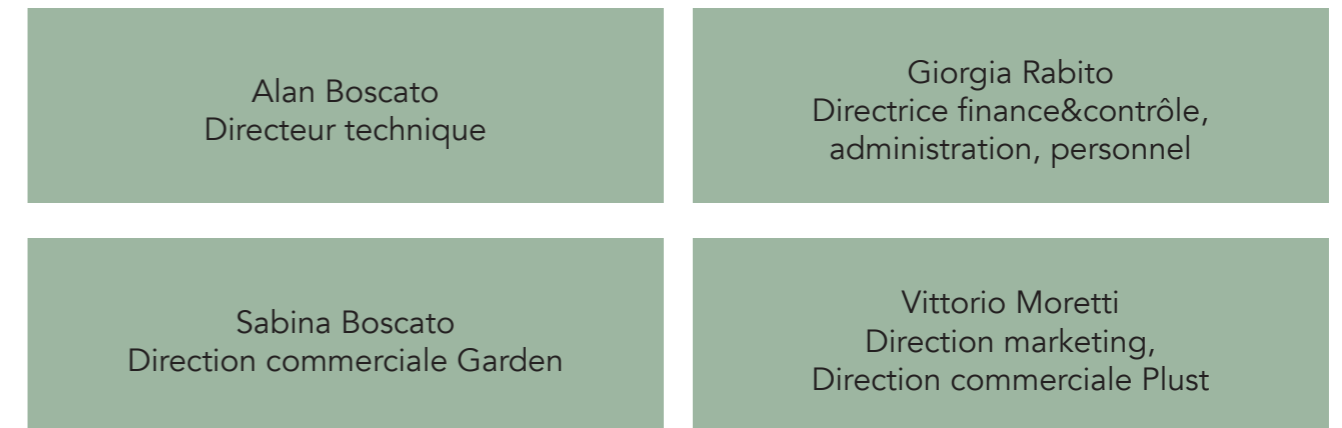 Alan Boscato
Directeur technique
Giorgia Rabito
Directrice finance&contrôle,
administration, personnel
Sabina Boscato
Direction commerciale Garden
Vittorio Moretti
Direction marketing,
Direction commerciale Plust